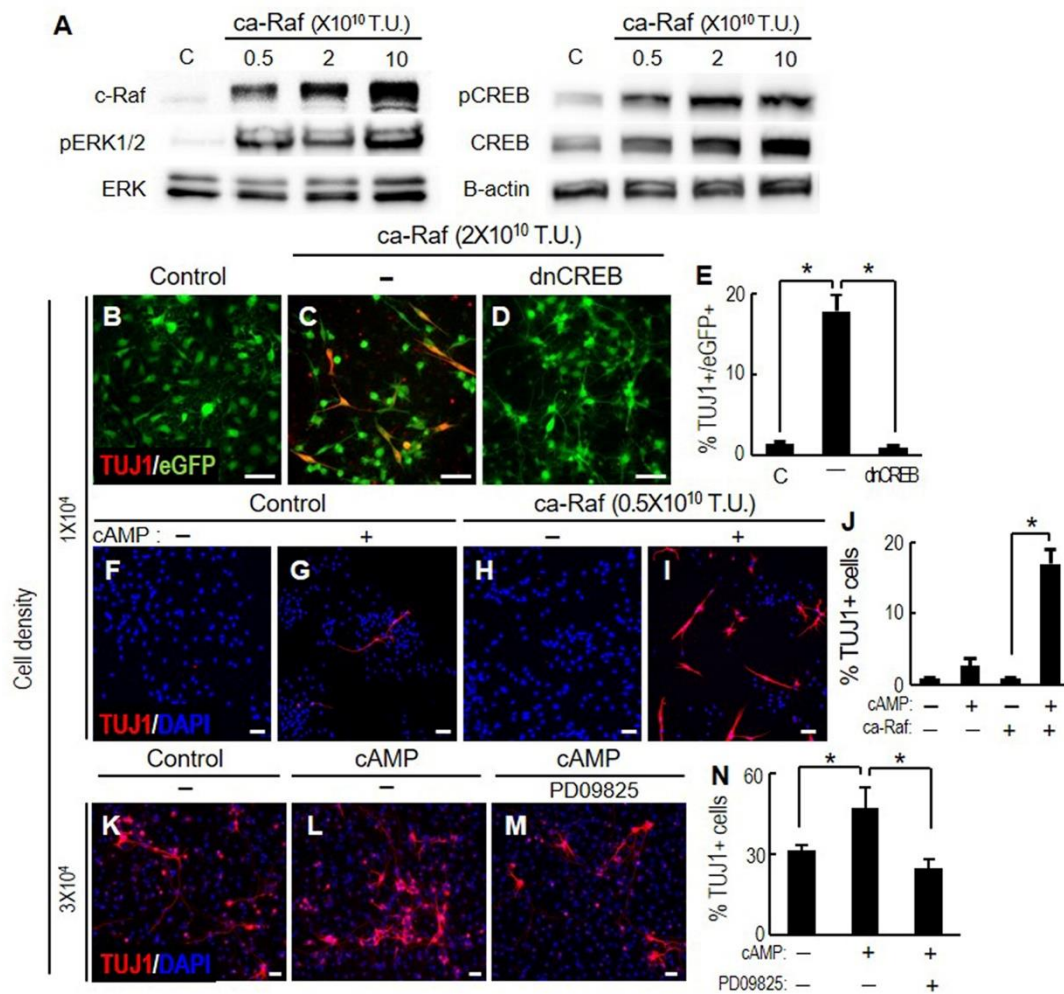 A
ca-Raf (X10¹⁰ T.U.)
C 0.5 2 10
c-Raf
pERK1/2
ERK
ca-Raf (X10¹⁰ T.U.)
C 0.5 2 10
pCREB
CREB
B-actin
ca-Raf (2X10¹⁰ T.U.)
Control – dnCREB
B C D
TUJ1/eGFP
E
% TUJ1+/eGFP+
20
10
0
C — dnCREB
* *
Cell density
1X10⁴
Control ca-Raf (0.5X10¹⁰ T.U.)
cAMP : – + – +
F G H I
TUJ1/DAPI
J
% TUJ1+ cells
20
10
0
*
cAMP: – + – +
ca-Raf: – – + +
3X10⁴
Control cAMP cAMP
– – PD09825
K L M
TUJ1/DAPI
N
% TUJ1+ cells
60
30
0
* *
cAMP: – + +
PD09825: +